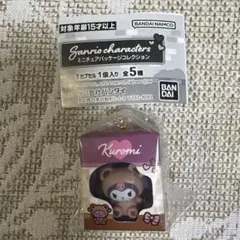 対象年齢15才以上
BANDAI NAMCO
Sanrio characters
ミニチュアパッケージコレクション
1カプセル1個入り 全5種
BAN
DAI
Kuromi